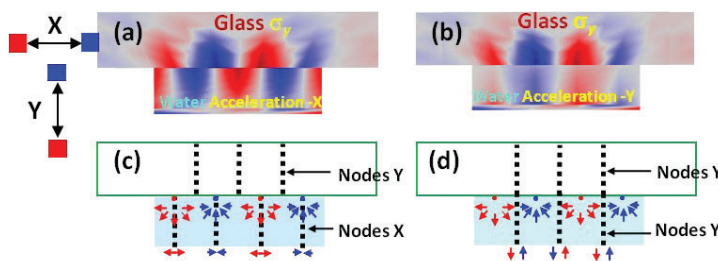 X
Y
(a)
Glass σy
Water Acceleration -X
(b)
Glass σy
Water Acceleration -Y
(c)
Nodes Y
Nodes X
(d)
Nodes Y
Nodes Y